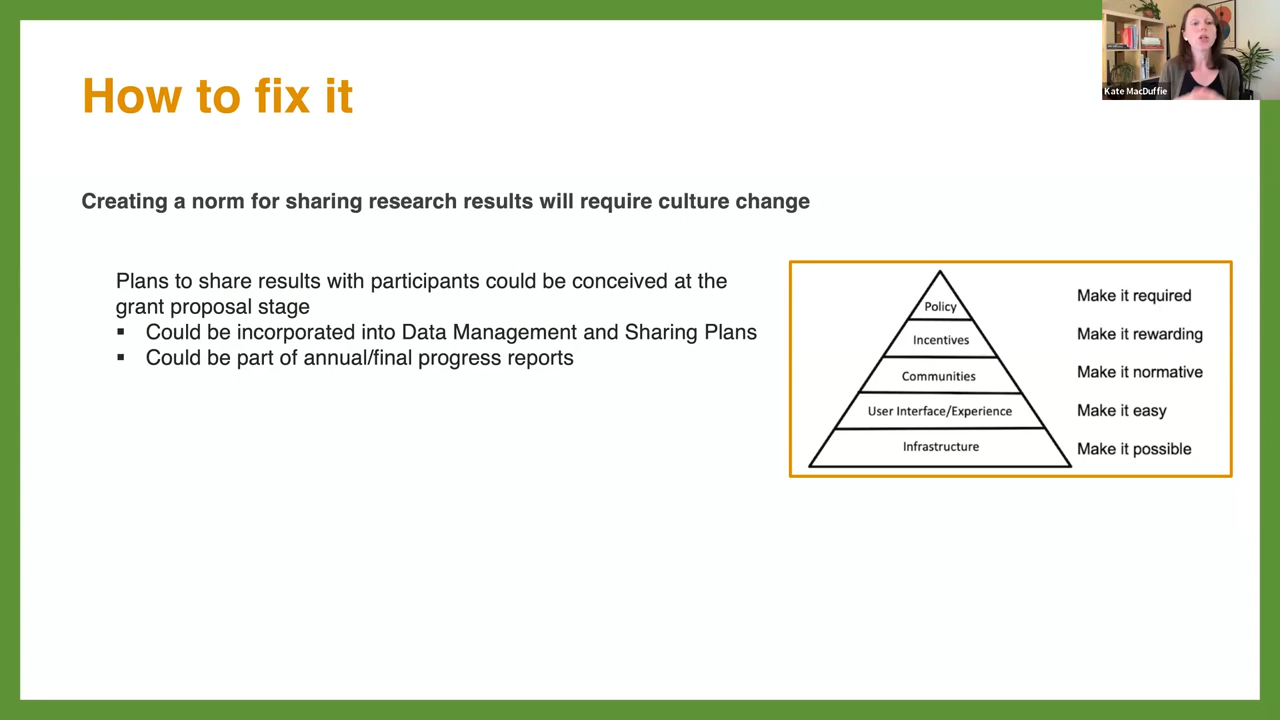 Kate MacDuffie
How to fix it
Creating a norm for sharing research results will require culture change
Plans to share results with participants could be conceived at the
grant proposal stage
▪ Could be incorporated into Data Management and Sharing Plans
▪ Could be part of annual/final progress reports
Policy Make it required
Incentives Make it rewarding
Communities Make it normative
User Interface/Experience Make it easy
Infrastructure Make it possible